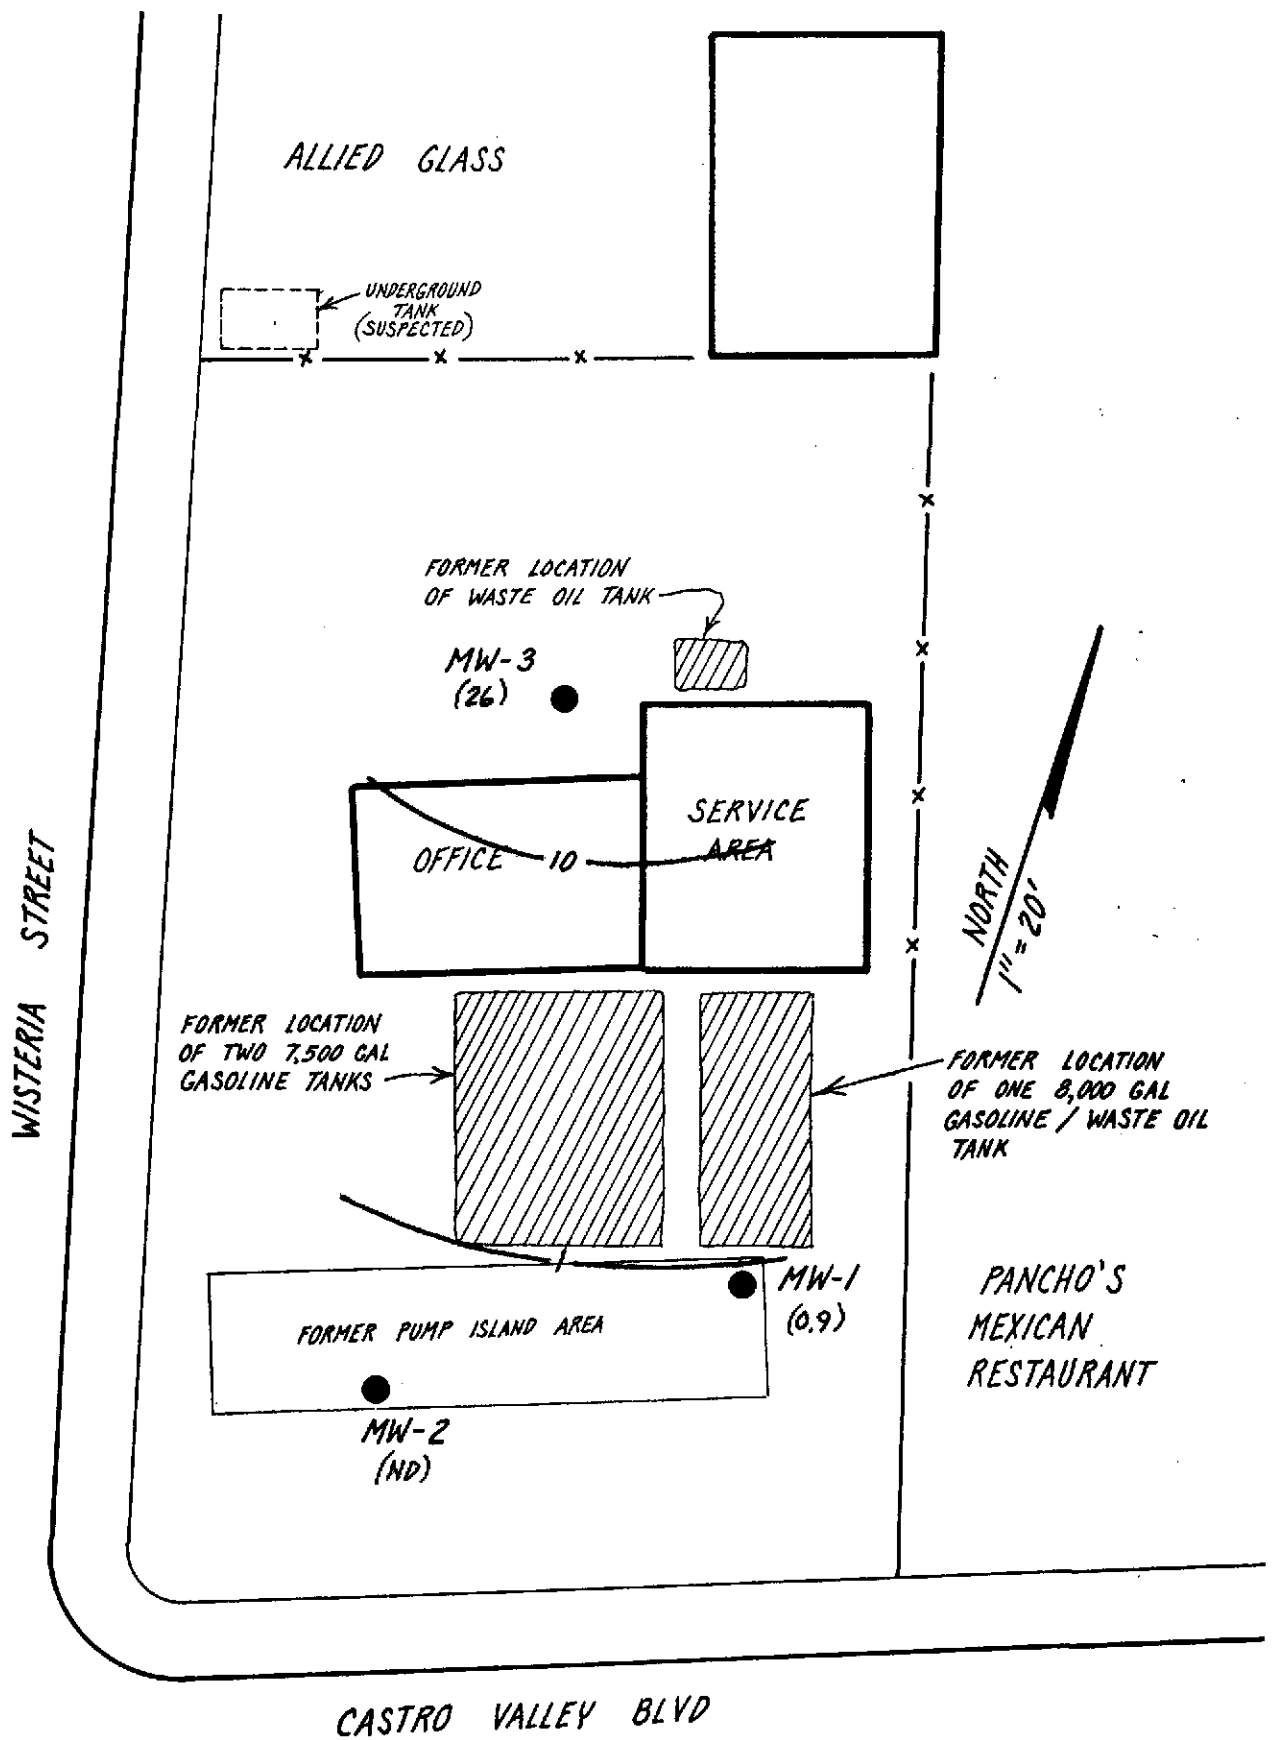 ALLIED GLASS
UNDERGROUND
TANK
(SUSPECTED)
FORMER LOCATION
OF WASTE OIL TANK
MW-3
(26)
SERVICE
AREA
OFFICE
10
NORTH
1" = 20'
WISTERIA STREET
FORMER LOCATION
OF TWO 7,500 GAL
GASOLINE TANKS
FORMER LOCATION
OF ONE 8,000 GAL
GASOLINE / WASTE OIL
TANK
1
MW-1
(0.9)
FORMER PUMP ISLAND AREA
MW-2
(ND)
PANCHO'S
MEXICAN
RESTAURANT
CASTRO VALLEY BLVD